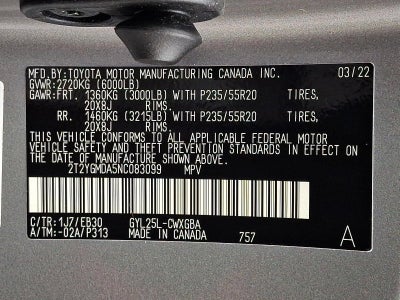 MFD.BY:TOYOTA MOTOR MANUFACTURING CANADA INC. 03/22
GVWR:2720KG (6000LB)
GAWR:FRT. 1360KG (3000LB) WITH P235/55R20 TIRES,
20X8J RIMS.
RR. 1460KG (3215LB) WITH P235/55R20 TIRES,
20X8J RIMS.
THIS VEHICLE CONFORMS TO ALL APPLICABLE FEDERAL MOTOR
VEHICLE SAFETY AND THEFT PREVENTION STANDARDS IN EFFECT
ON THE DATE OF MANUFACTURE SHOWN ABOVE.
2T2YGMDA5NC083099 MPV
C/TR:1J7/EB30 GYL25L-CWXGBA
A/TM:-02A/P313 MADE IN CANADA 757 A